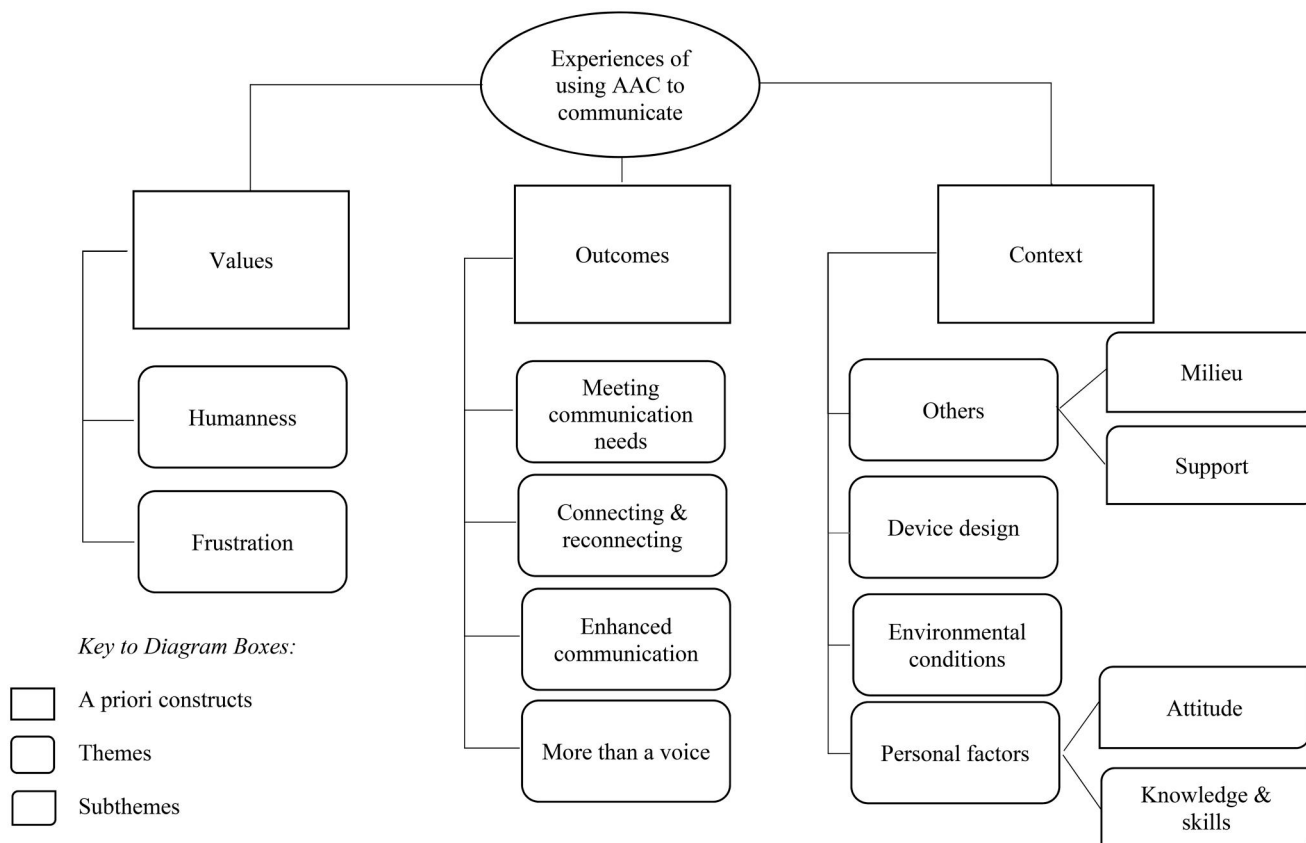 Experiences of
using AAC to
communicate
Values
Outcomes
Context
Humanness
Frustration
Meeting
communication
needs
Connecting &
reconnecting
Enhanced
communication
More than a voice
Others
Milieu
Support
Device design
Environmental
conditions
Personal factors
Attitude
Knowledge &
skills
Key to Diagram Boxes:
A priori constructs
Themes
Subthemes